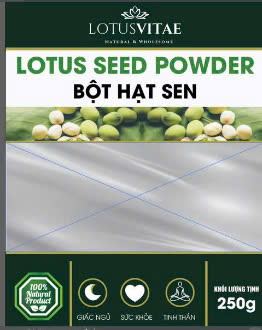 LOTUSVITAE
NATURAL & WHOLESOME
LOTUS SEED POWDER
BỘT HẠT SEN
100%
Natural
Product
GIẤC NGỦ
SỨC KHỎE
TINH THẦN
KHỐI LƯỢNG TỊNH
250g